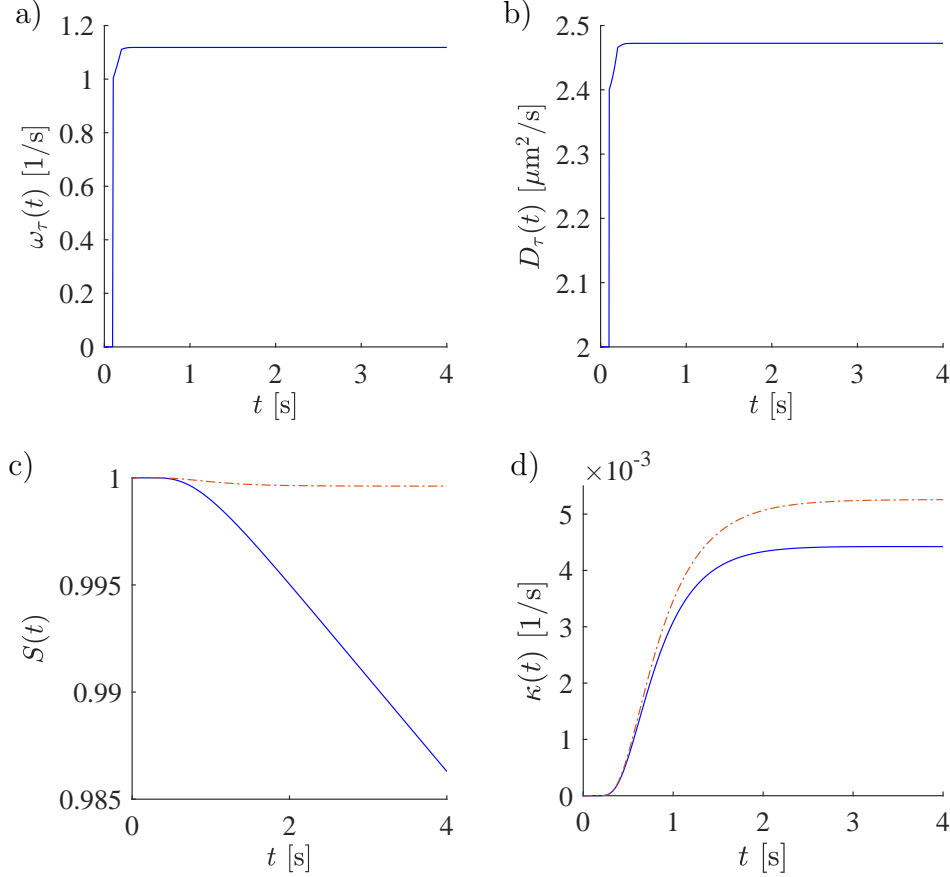 a)
1.2
1
0.8
0.6
0.4
0.2
0
ω_τ(t) [1/s]
0 1 2 3 4
t [s]
b)
2.5
2.4
2.3
2.2
2.1
2
D_τ(t) [μm²/s]
0 1 2 3 4
t [s]
c)
1
0.995
0.99
0.985
S(t)
0 2 4
t [s]
d)
×10⁻³
5
4
3
2
1
0
κ(t) [1/s]
0 1 2 3 4
t [s]